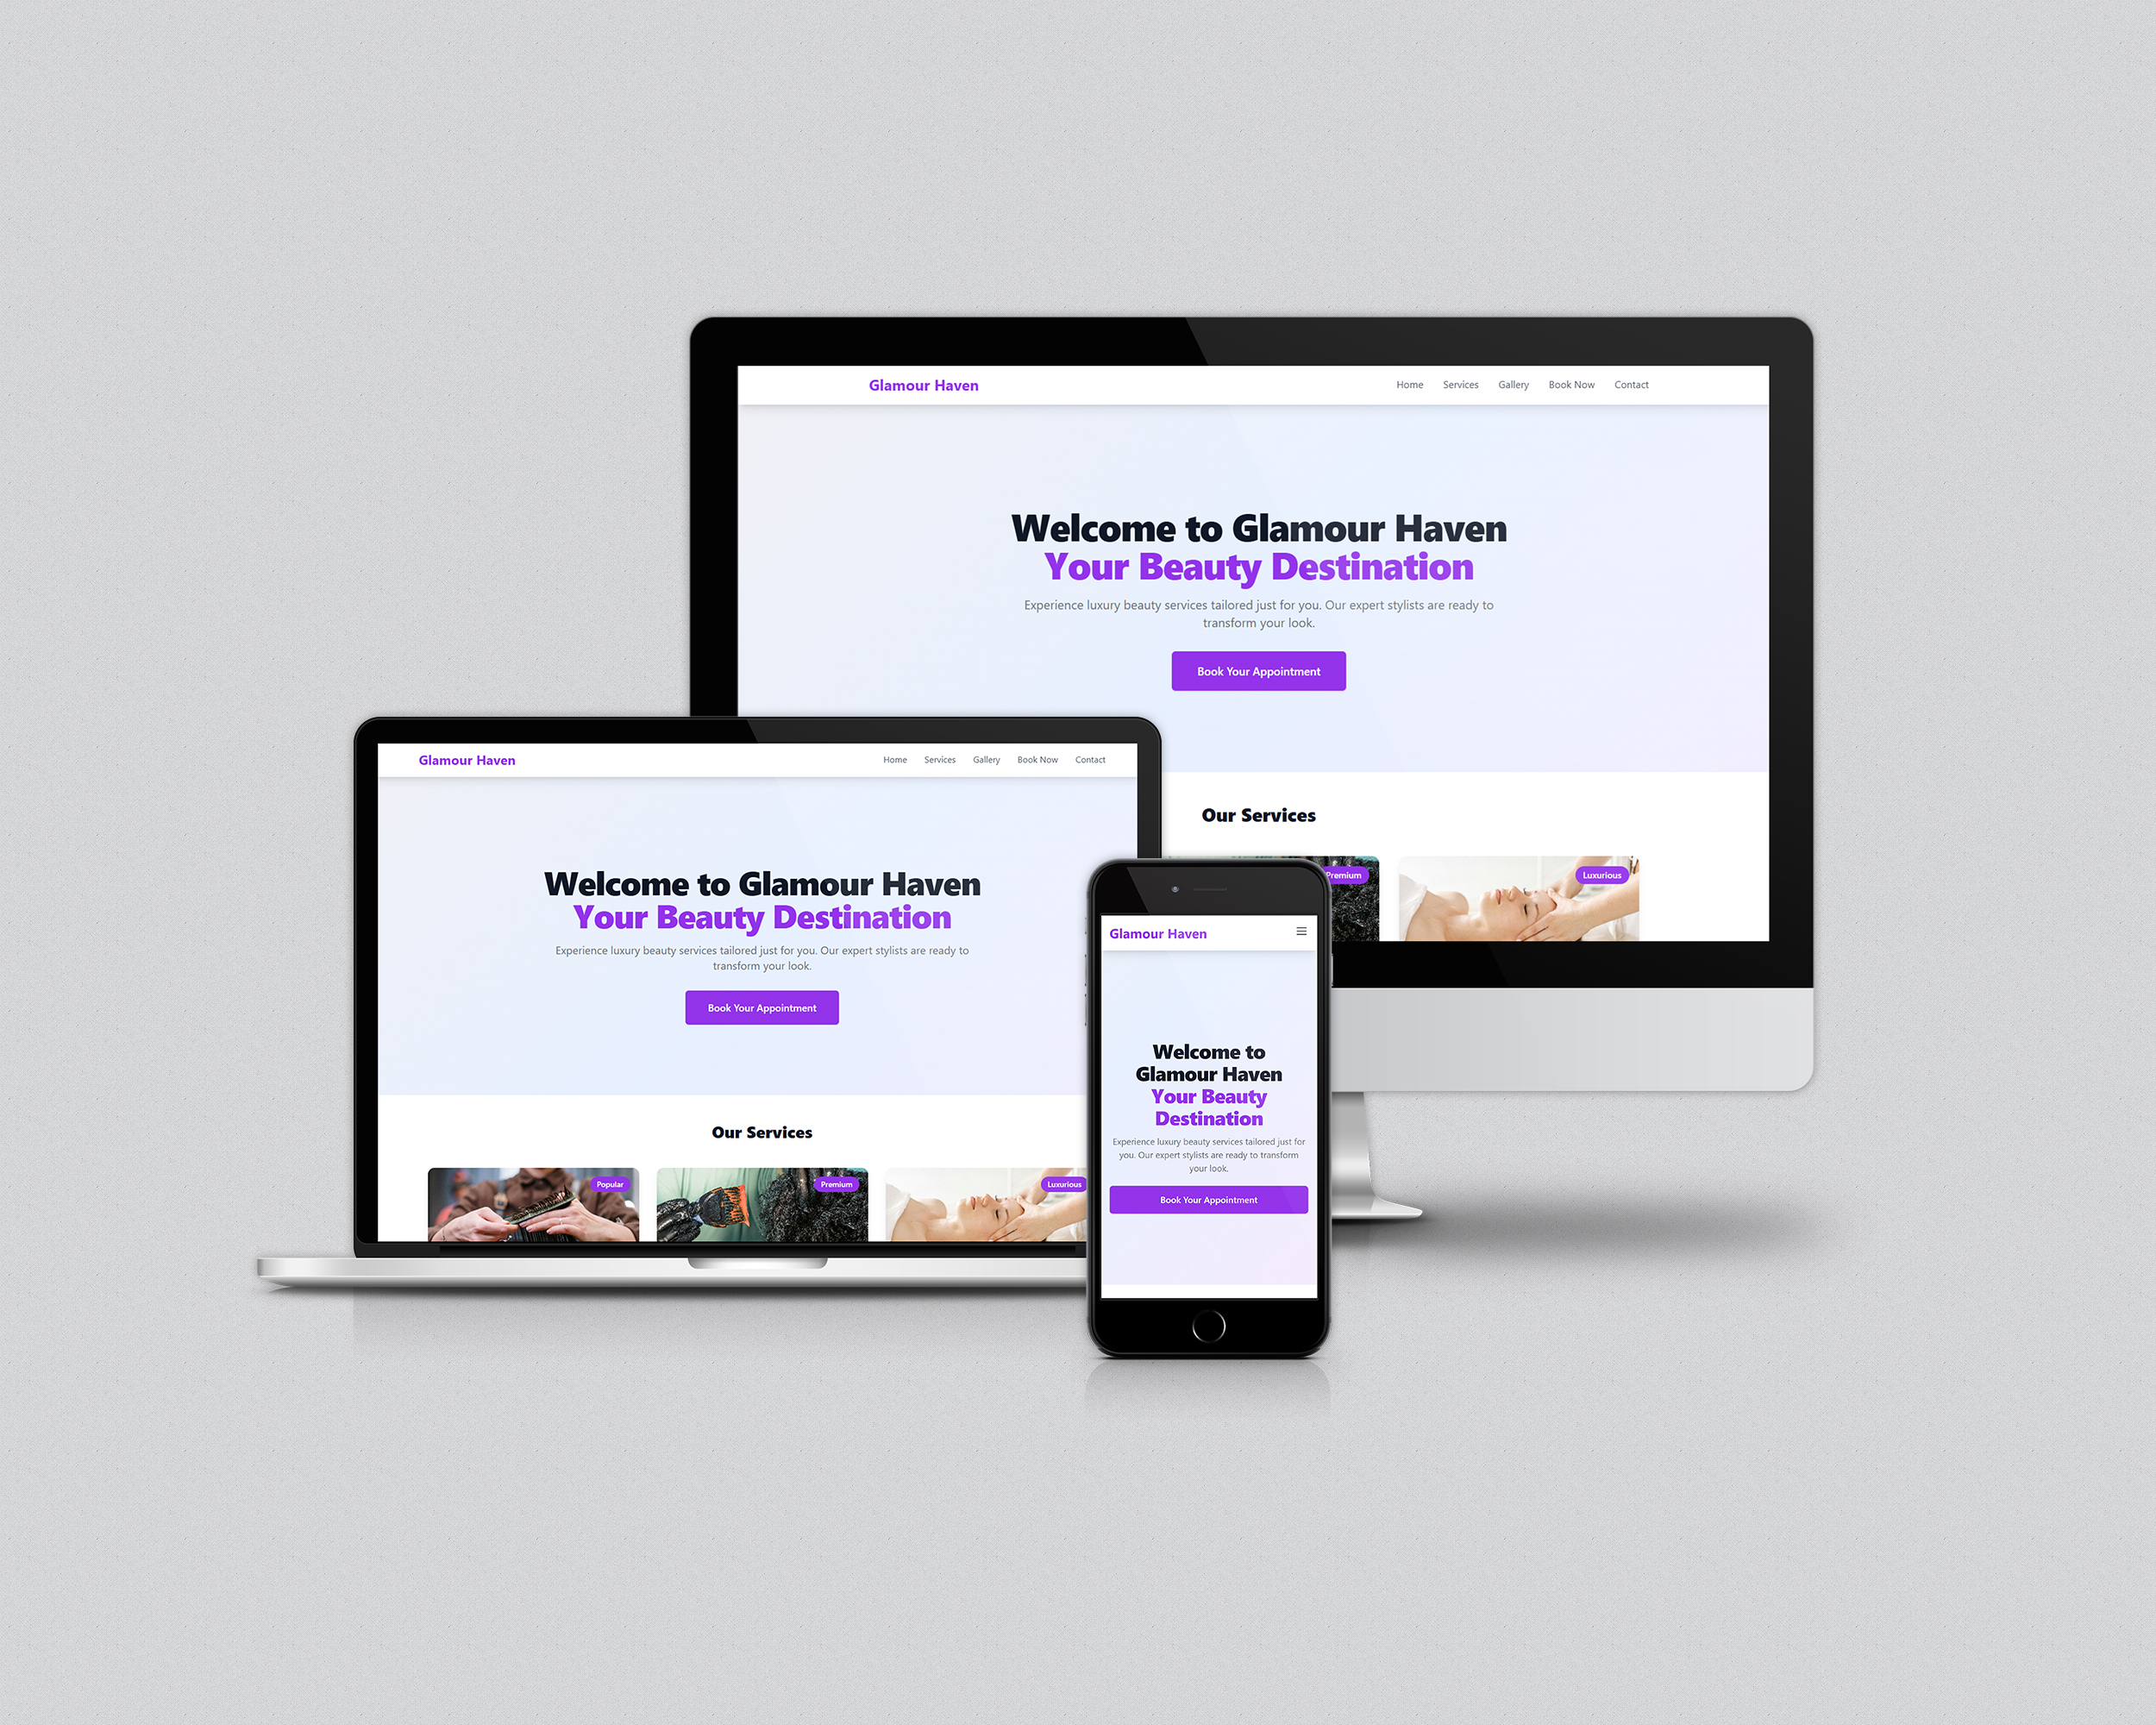 Glamour Haven
Home Services Gallery Book Now Contact
Welcome to Glamour Haven
Your Beauty Destination
Experience luxury beauty services tailored just for you. Our expert stylists are ready to
transform your look.
Book Your Appointment
Our Services
Premium
Luxurious
Glamour Haven
Home Services Gallery Book Now Contact
Welcome to Glamour Haven
Your Beauty Destination
Experience luxury beauty services tailored just for you. Our expert stylists are ready to
transform your look.
Book Your Appointment
Our Services
Popular
Premium
Luxurious
Glamour Haven
Welcome to
Glamour Haven
Your Beauty
Destination
Experience luxury beauty services tailored just for
you. Our expert stylists are ready to transform
your look.
Book Your Appointment